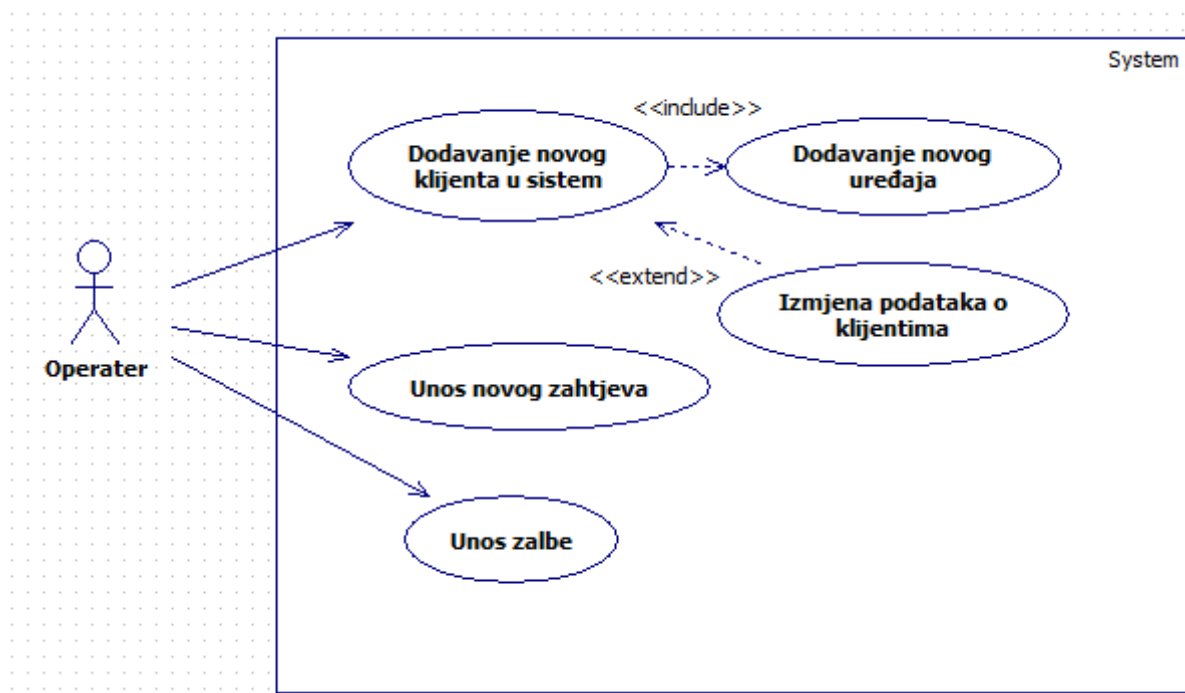 System
<<include>>
Dodavanje novog
klijenta u sistem
Dodavanje novog
uređaja
<<extend>>
Izmjena podataka o
klijentima
Operater
Unos novog zahtjeva
Unos zalbe